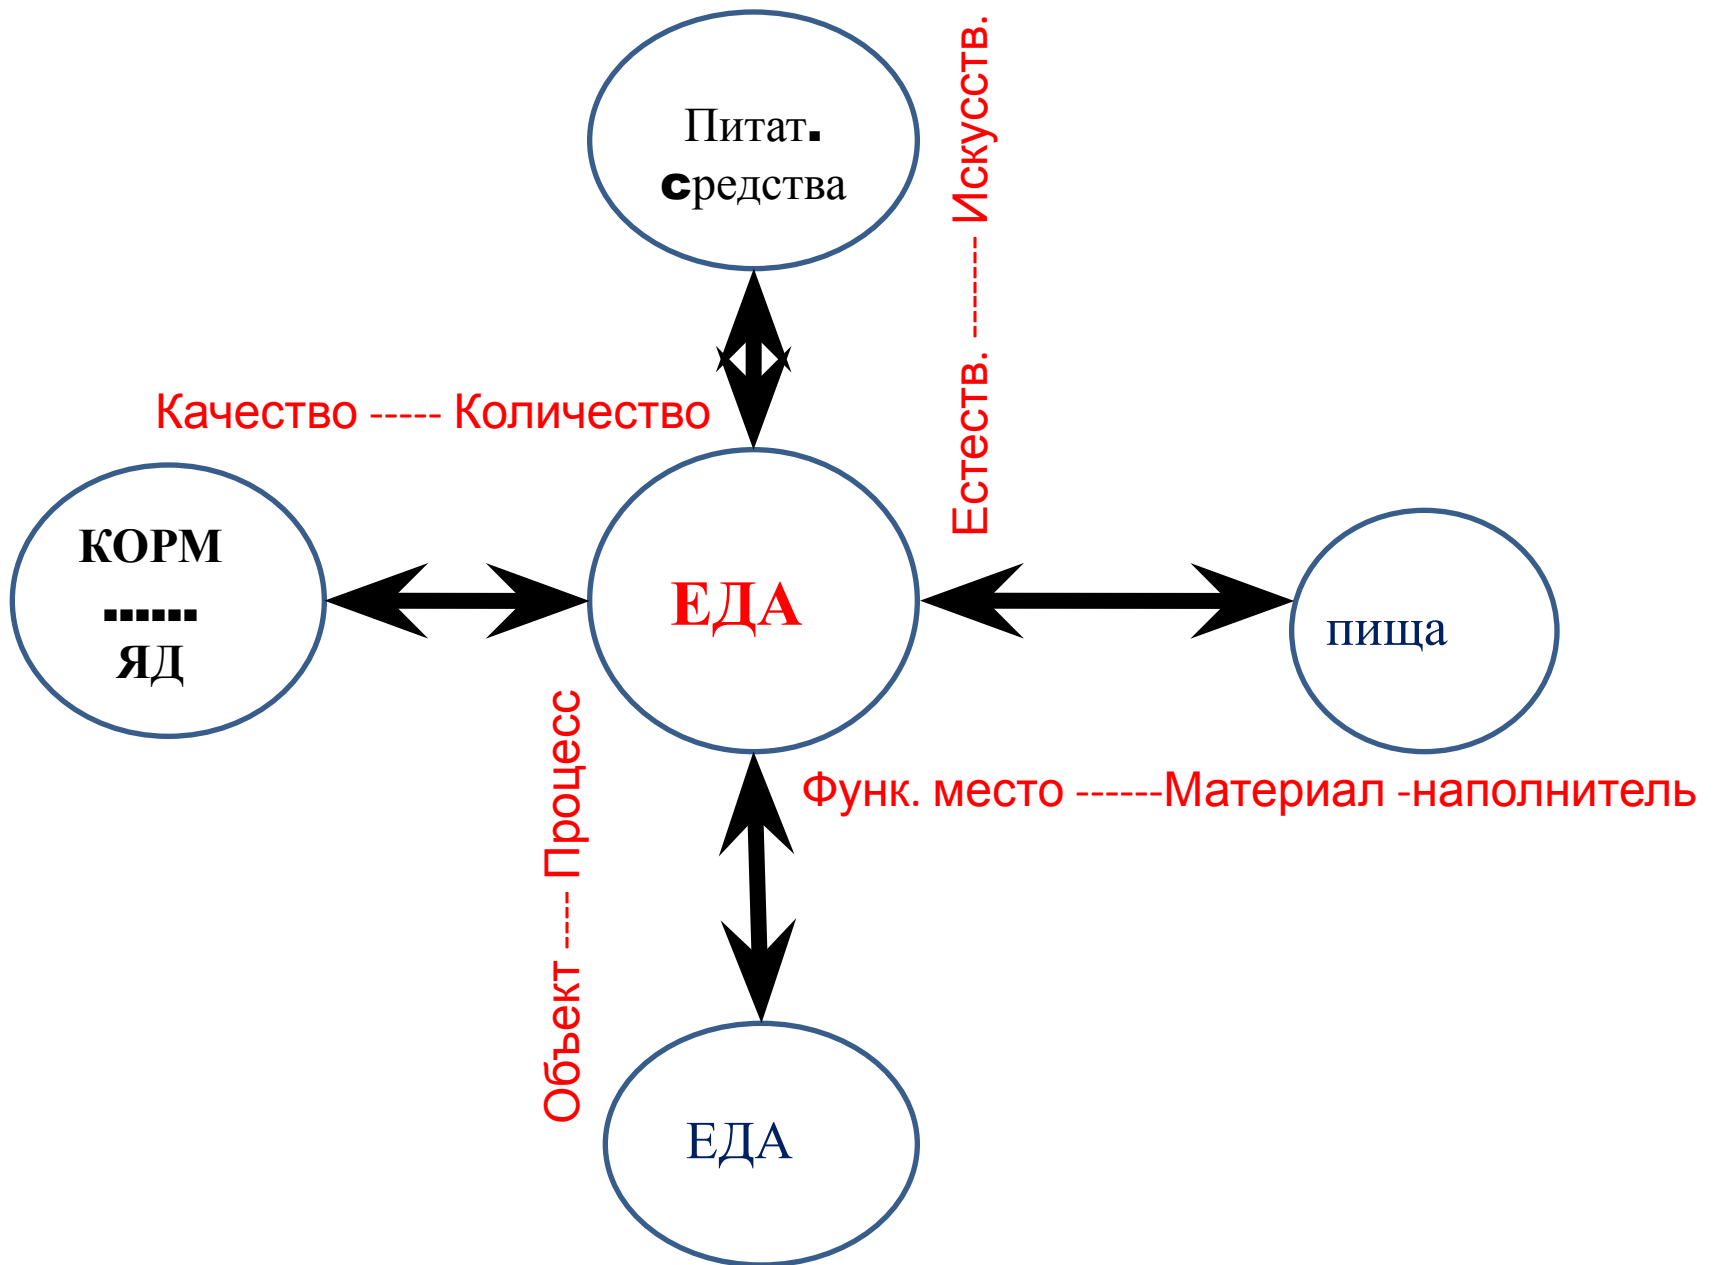 Питат.
средства
Естеств. --------- Искусств.
Качество ----- Количество
КОРМ
......
ЯД
ЕДА
пища
Объект ----- Процесс
Функ. место ------Материал -наполнитель
ЕДА